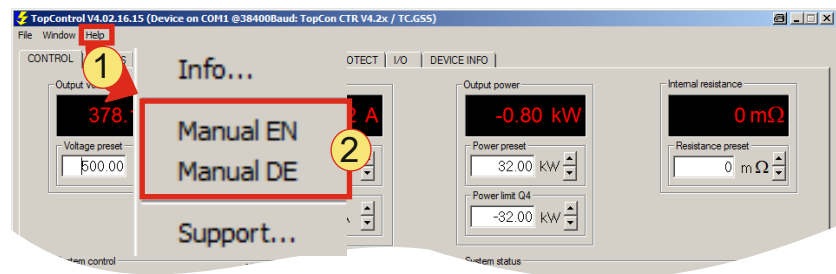 TopControl V4.02.16.15 (Device on COM1 @38400Baud: TopCon CTR V4.2x / TC.GSS)
File Window Help
CONTROL S OTECT I/O DEVICE INFO
1
Info...
Output Output power Internal resistance
378. 2 A -0.80 kW 0 mΩ
Manual EN
2
Voltage preset Power preset Resistance preset
500.00 32.00 kW 0 m Ω
Manual DE
Power limit Q4
-32.00 kW
Support...
tem control System status